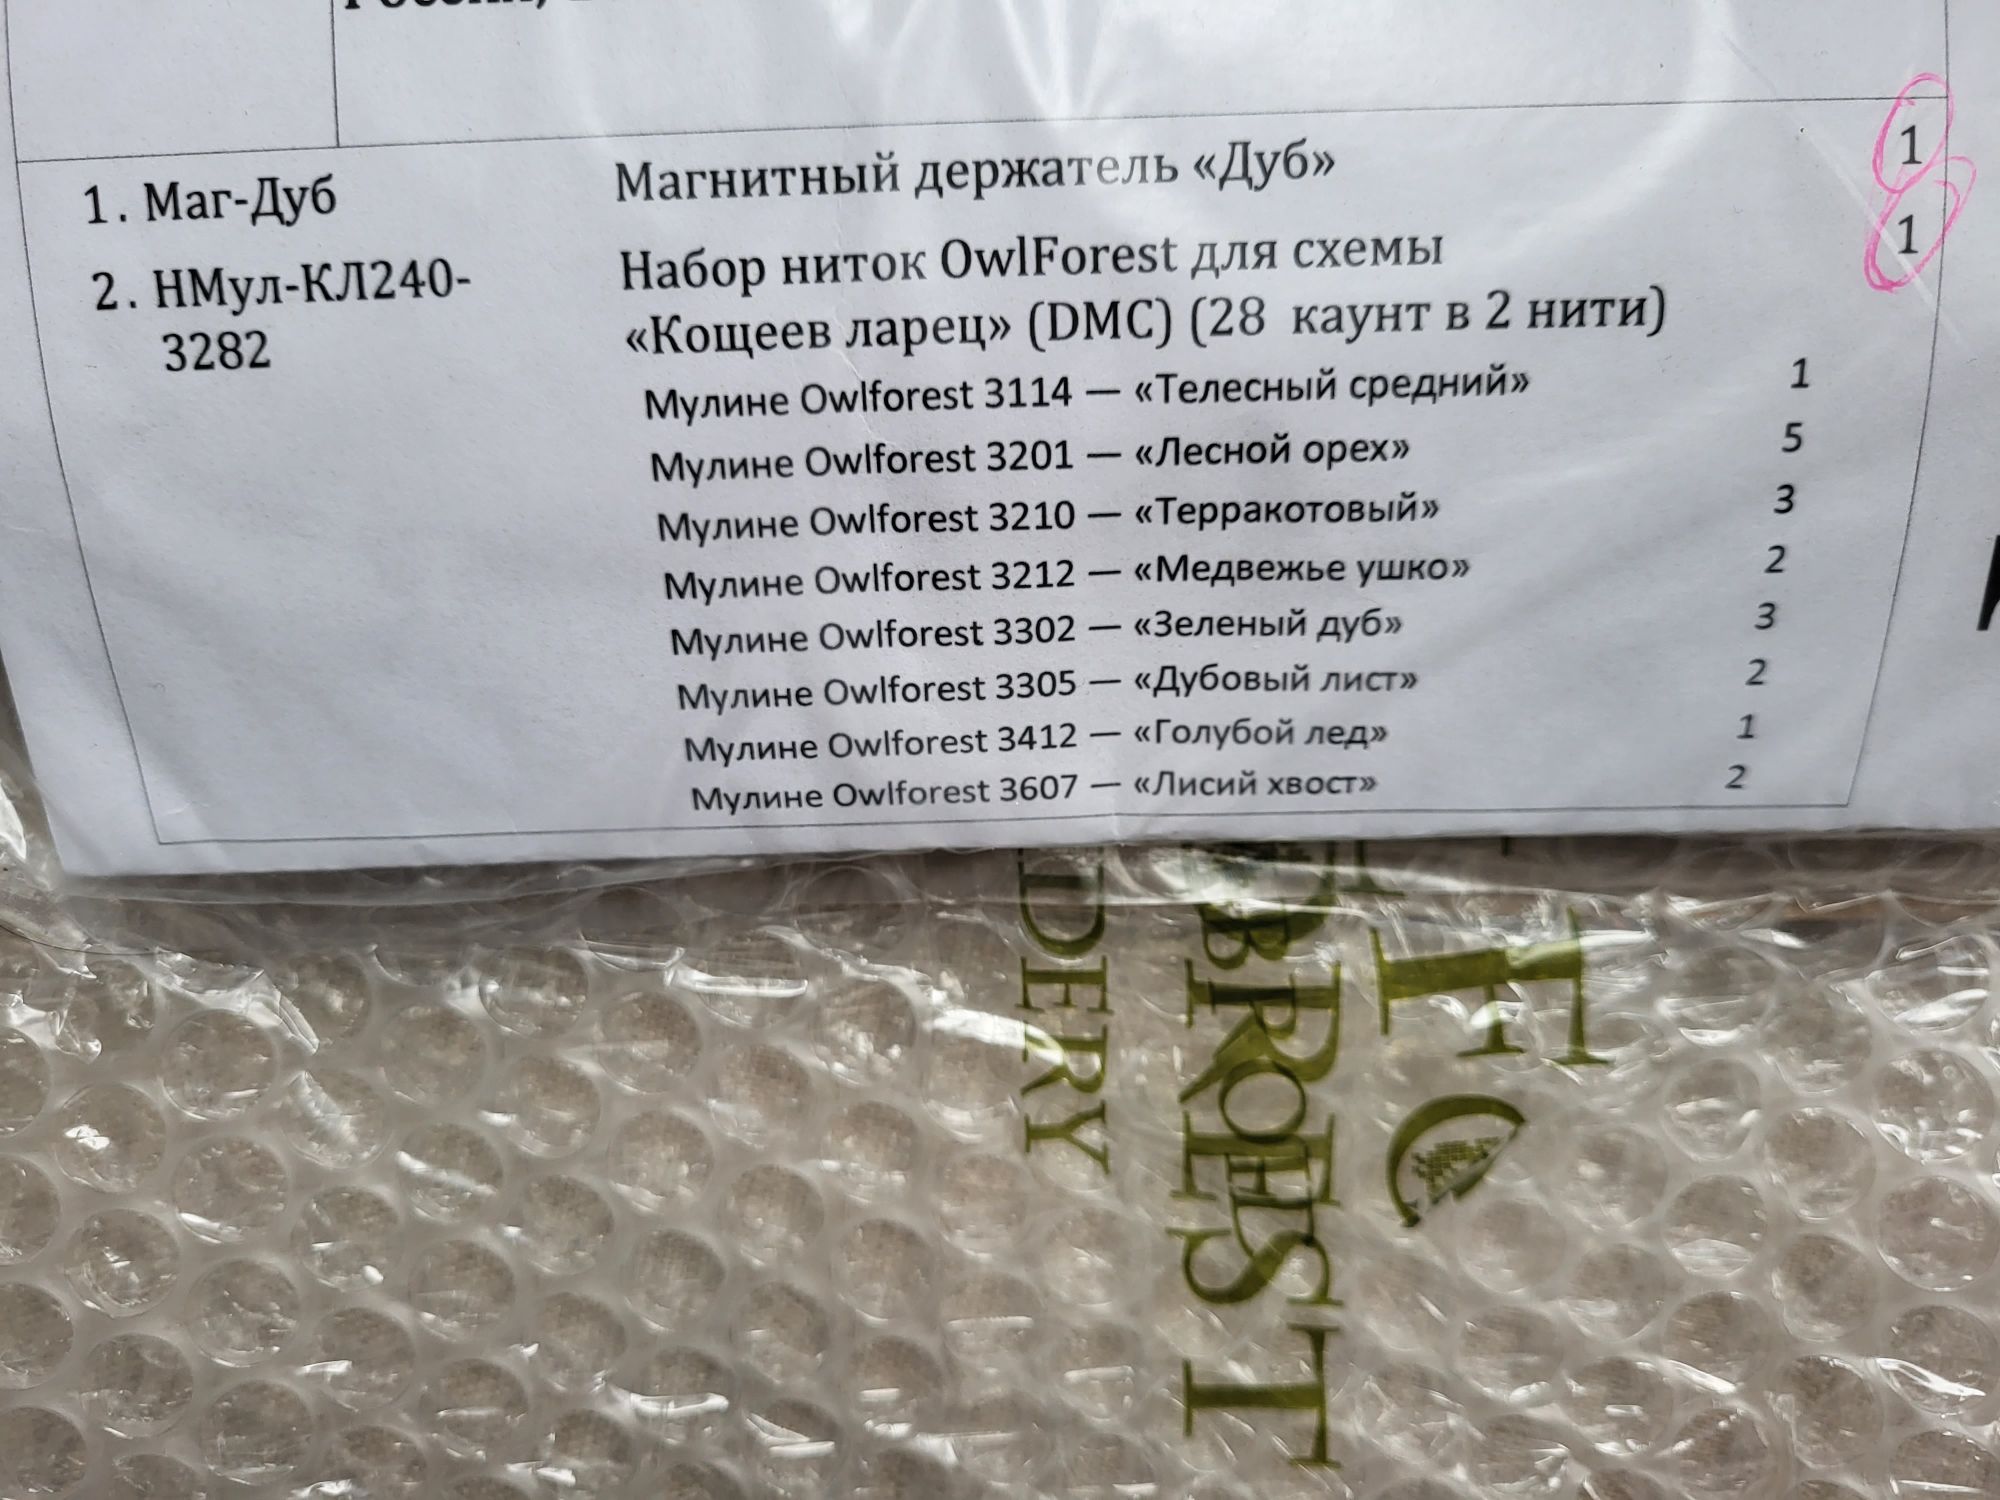 1. Маг-Дуб Магнитный держатель «Дуб» 1
2. НМул-КЛ240- Набор ниток OwlForest для схемы 1
3282 «Кощеев ларец» (DMC) (28 каунт в 2 нити)
Мулине Owlforest 3114 — «Телесный средний» 1
Мулине Owlforest 3201 — «Лесной орех» 5
Мулине Owlforest 3210 — «Терракотовый» 3
Мулине Owlforest 3212 — «Медвежье ушко» 2
Мулине Owlforest 3302 — «Зеленый дуб» 3
Мулине Owlforest 3305 — «Дубовый лист» 2
Мулине Owlforest 3412 — «Голубой лед» 1
Мулине Owlforest 3607 — «Лисий хвост» 2